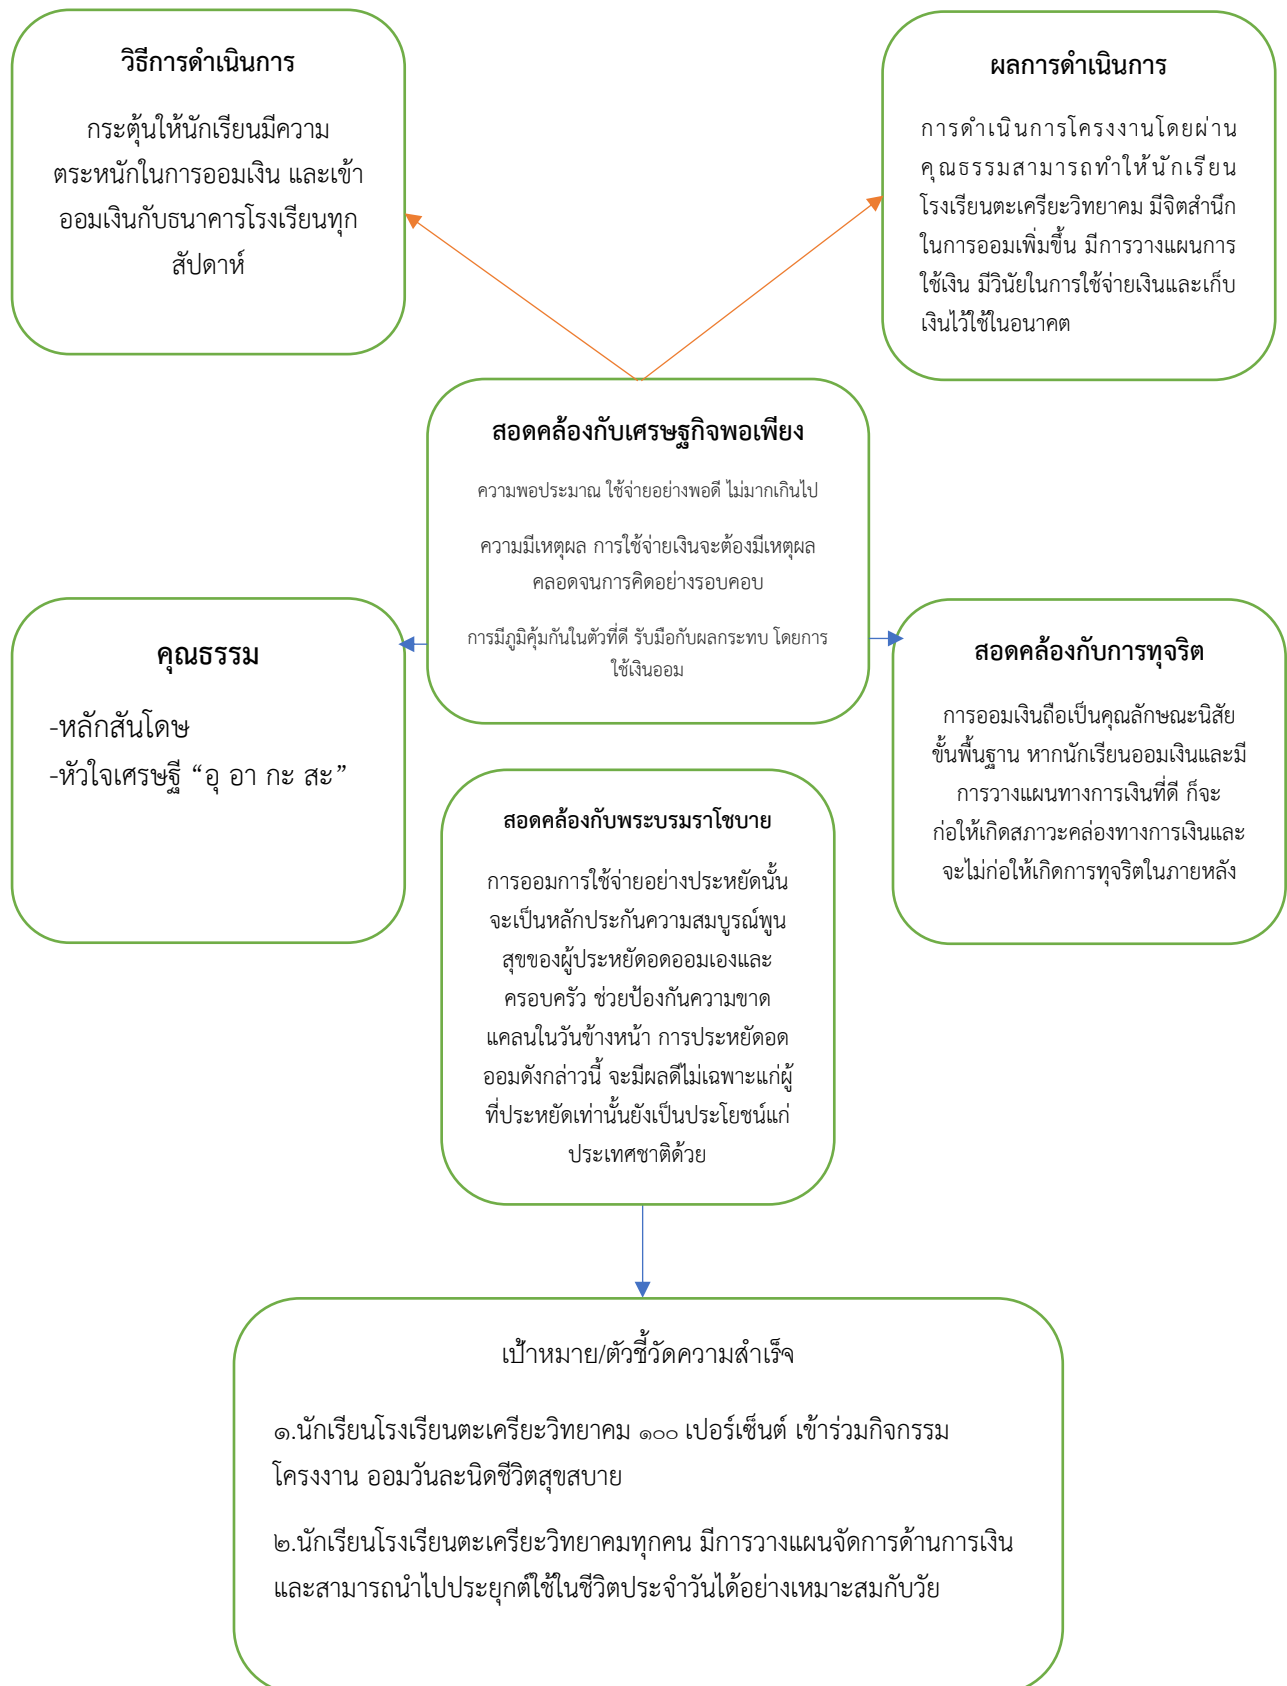 วิธีการดำเนินการ
กระตุ้นให้นักเรียนมีความ
ตระหนักในการออมเงิน และเข้า
ออมเงินกับธนาคารโรงเรียนทุก
สัปดาห์
ผลการดำเนินการ
การดำเนินการโครงงานโดยผ่าน
คุณธรรมสามารถทำให้นักเรียน
โรงเรียนตะเครียะวิทยาคม มีจิตสำนึก
ในการออมเพิ่มขึ้น มีการวางแผนการ
ใช้เงิน มีวินัยในการใช้จ่ายเงินและเก็บ
เงินไว้ใช้ในอนาคต
สอดคล้องกับเศรษฐกิจพอเพียง
ความพอประมาณ ใช้จ่ายอย่างพอดี ไม่มากเกินไป
ความมีเหตุผล การใช้จ่ายเงินจะต้องมีเหตุผล
คลอดจนการคิดอย่างรอบคอบ
การมีภูมิคุ้มกันในตัวที่ดี รับมือกับผลกระทบ โดยการ
ใช้เงินออม
คุณธรรม
-หลักสันโดษ
-หัวใจเศรษฐี “อุ อา กะ สะ”
สอดคล้องกับการทุจริต
การออมเงินถือเป็นคุณลักษณะนิสัย
ขั้นพื้นฐาน หากนักเรียนออมเงินและมี
การวางแผนทางการเงินที่ดี ก็จะ
ก่อให้เกิดสภาวะคล่องทางการเงินและ
จะไม่ก่อให้เกิดการทุจริตในภายหลัง
สอดคล้องกับพระบรมราโชบาย
การออมการใช้จ่ายอย่างประหยัดนั้น
จะเป็นหลักประกันความสมบูรณ์พูน
สุขของผู้ประหยัดอดออมเองและ
ครอบครัว ช่วยป้องกันความขาด
แคลนในวันข้างหน้า การประหยัดอด
ออมดังกล่าวนี้ จะมีผลดีไม่เฉพาะแก่ผู้
ที่ประหยัดเท่านั้นยังเป็นประโยชน์แก่
ประเทศชาติด้วย
เป้าหมาย/ตัวชี้วัดความสำเร็จ
๑.นักเรียนโรงเรียนตะเครียะวิทยาคม ๑๐๐ เปอร์เซ็นต์ เข้าร่วมกิจกรรม
โครงงาน ออมวันละนิดชีวิตสุขสบาย
๒.นักเรียนโรงเรียนตะเครียะวิทยาคมทุกคน มีการวางแผนจัดการด้านการเงิน
และสามารถนำไปประยุกต์ใช้ในชีวิตประจำวันได้อย่างเหมาะสมกับวัย